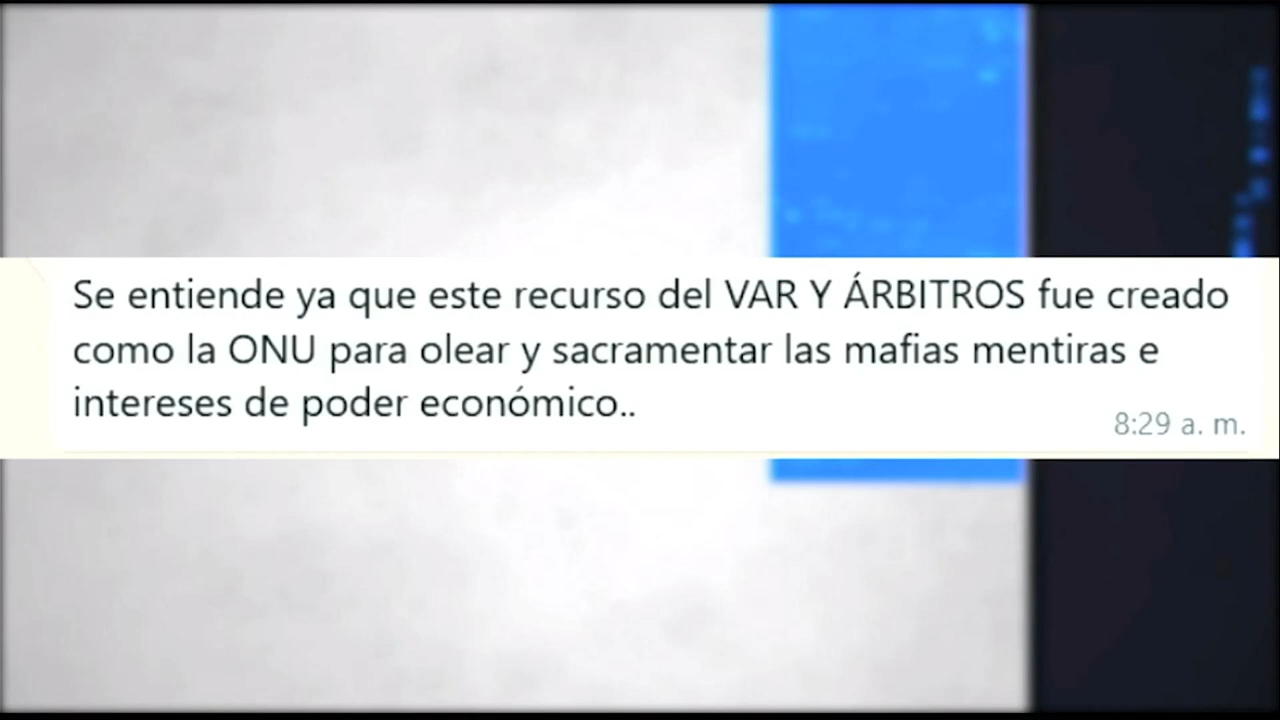 Se entiende ya que este recurso del VAR Y ÁRBITROS fue creado
como la ONU para olear y sacramentar las mafias mentiras e
intereses de poder económico..
8:29 a. m.